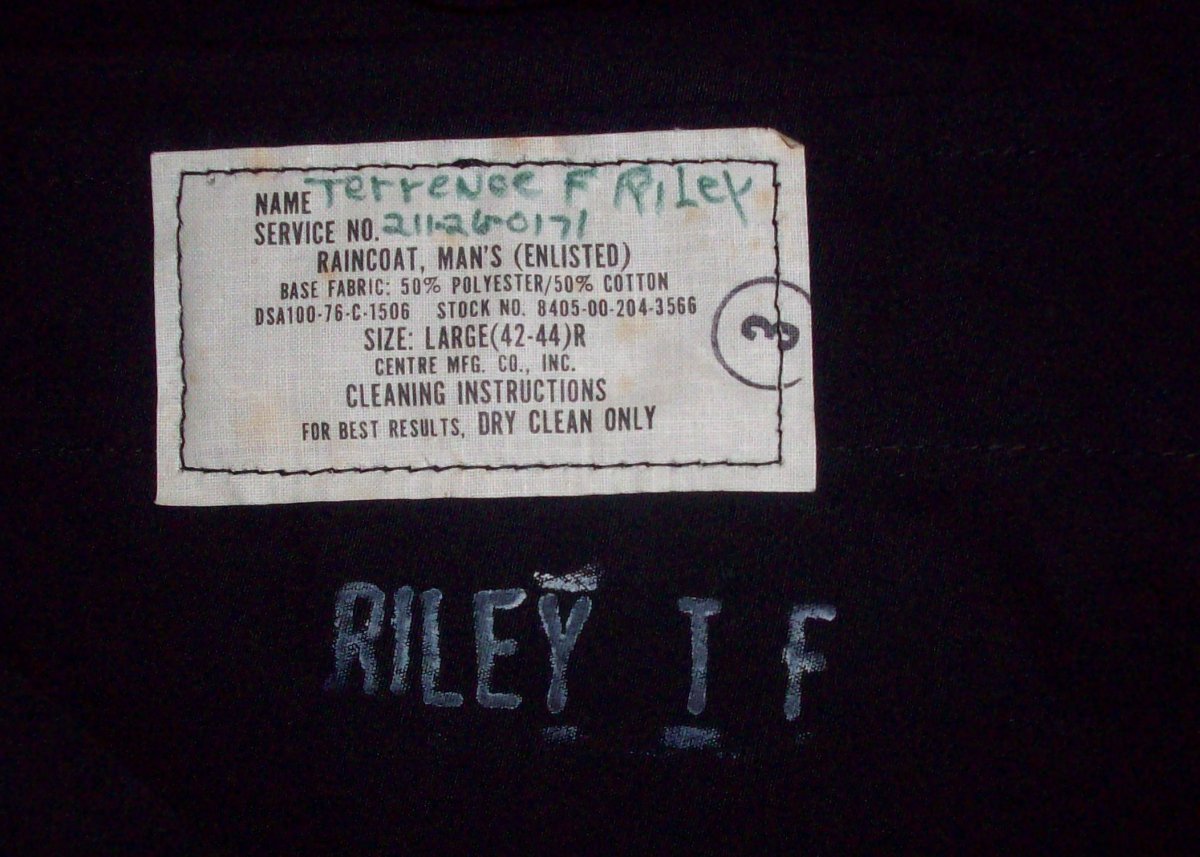 NAME Terrence F Riley
SERVICE NO. 211-26-0171
RAINCOAT, MAN'S (ENLISTED)
BASE FABRIC: 50% POLYESTER/50% COTTON
DSA100-76-C-1506 STOCK NO. 8405-00-204-3566
SIZE: LARGE(42-44)R
CENTRE MFG. CO., INC.
CLEANING INSTRUCTIONS
FOR BEST RESULTS, DRY CLEAN ONLY
3
RILEY T F